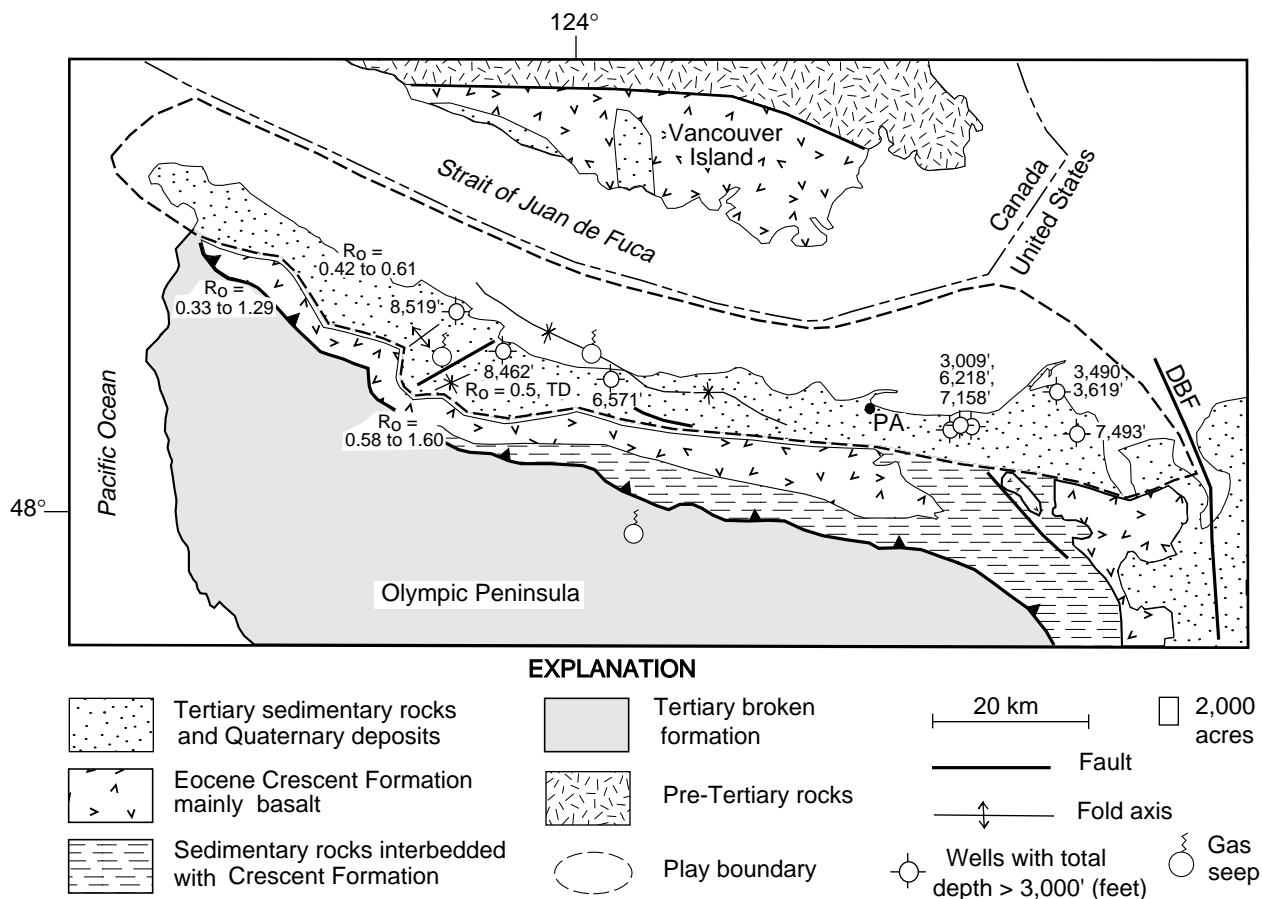 124°
Vancouver
Island
Strait of Juan de Fuca
Canada
United States
Ro =
0.42 to 0.61
Ro =
0.33 to 1.29
8,519'
8,462'
Ro = 0.5, TD
6,571'
3,009',
6,218',
7,158'
3,490'
3,619'
DBF
PA
7,493'
Ro =
0.58 to 1.60
Pacific Ocean
48°
Olympic Peninsula
EXPLANATION
Tertiary sedimentary rocks
and Quaternary deposits
Eocene Crescent Formation
mainly basalt
Sedimentary rocks interbedded
with Crescent Formation
Tertiary broken
formation
Pre-Tertiary rocks
Play boundary
20 km
2,000
acres
Fault
Fold axis
Wells with total
depth > 3,000' (feet)
Gas
seep